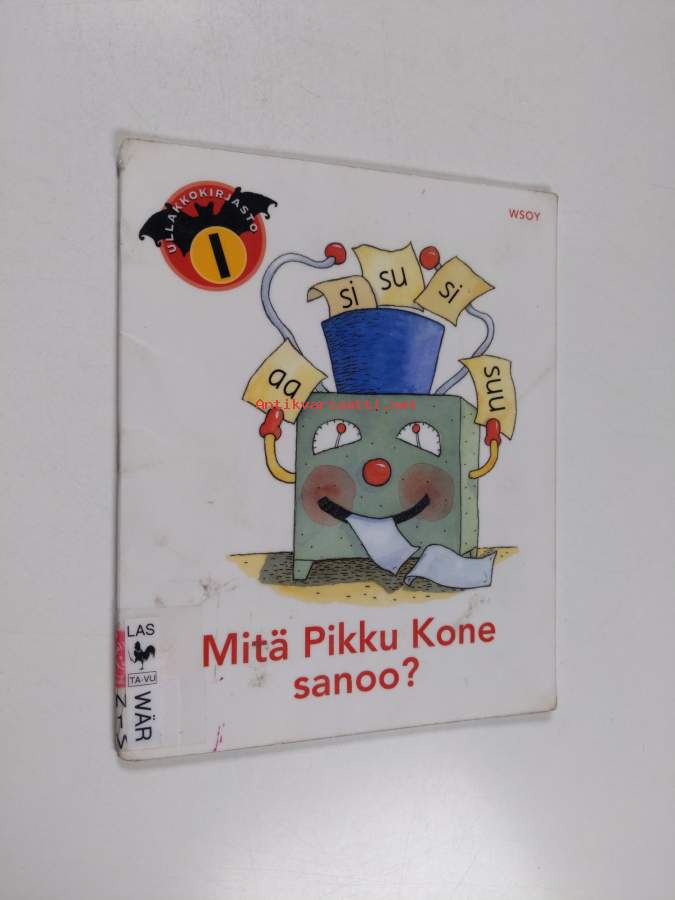 ULLAKKOKIRJASTO
1
WSOY
si
su
si
aa
suu
Antikvariaatti.net
Mitä Pikku Kone
sanoo?
LAS
TA-VU
WÄR